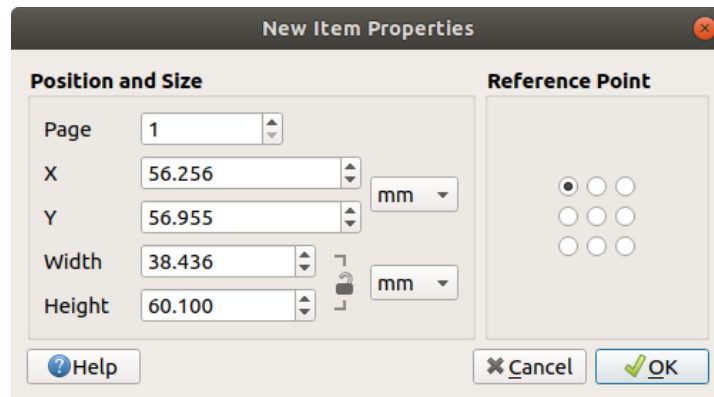 New Item Properties
Position and Size
Reference Point
Page 1
X 56.256
mm
Y 56.955
Width 38.436
mm
Height 60.100
Help
Cancel
OK